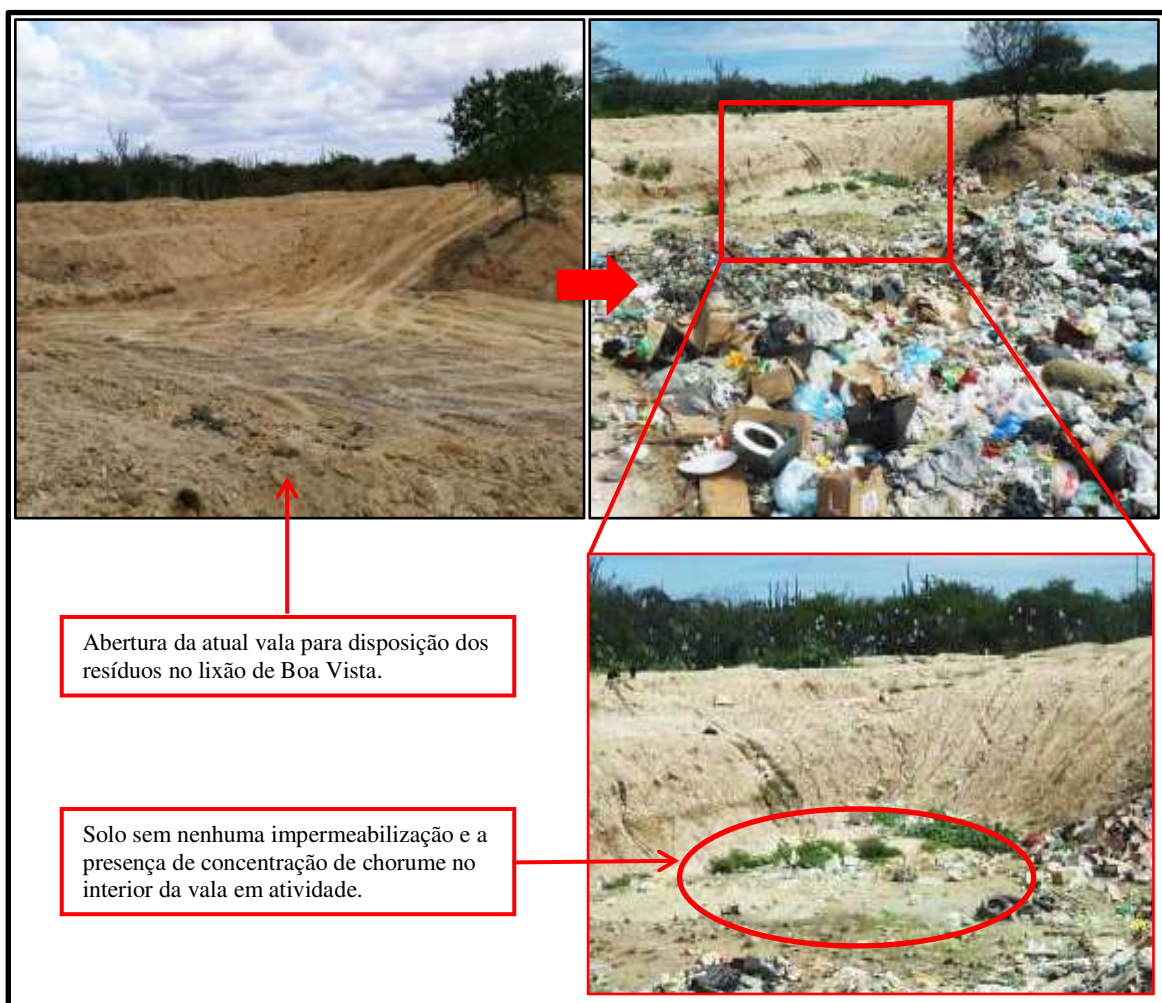 Abertura da atual vala para disposição dos
resíduos no lixão de Boa Vista.
Solo sem nenhuma impermeabilização e a
presença de concentração de chorume no
interior da vala em atividade.